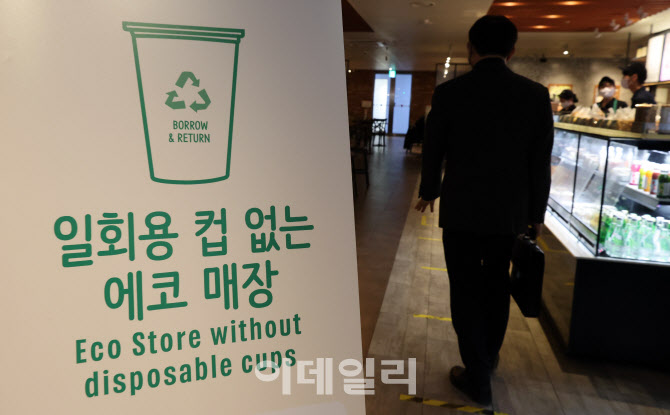 BORROW
& RETURN
일회용 컵 없는
에코 매장
Eco Store without
disposable cups
이데일리